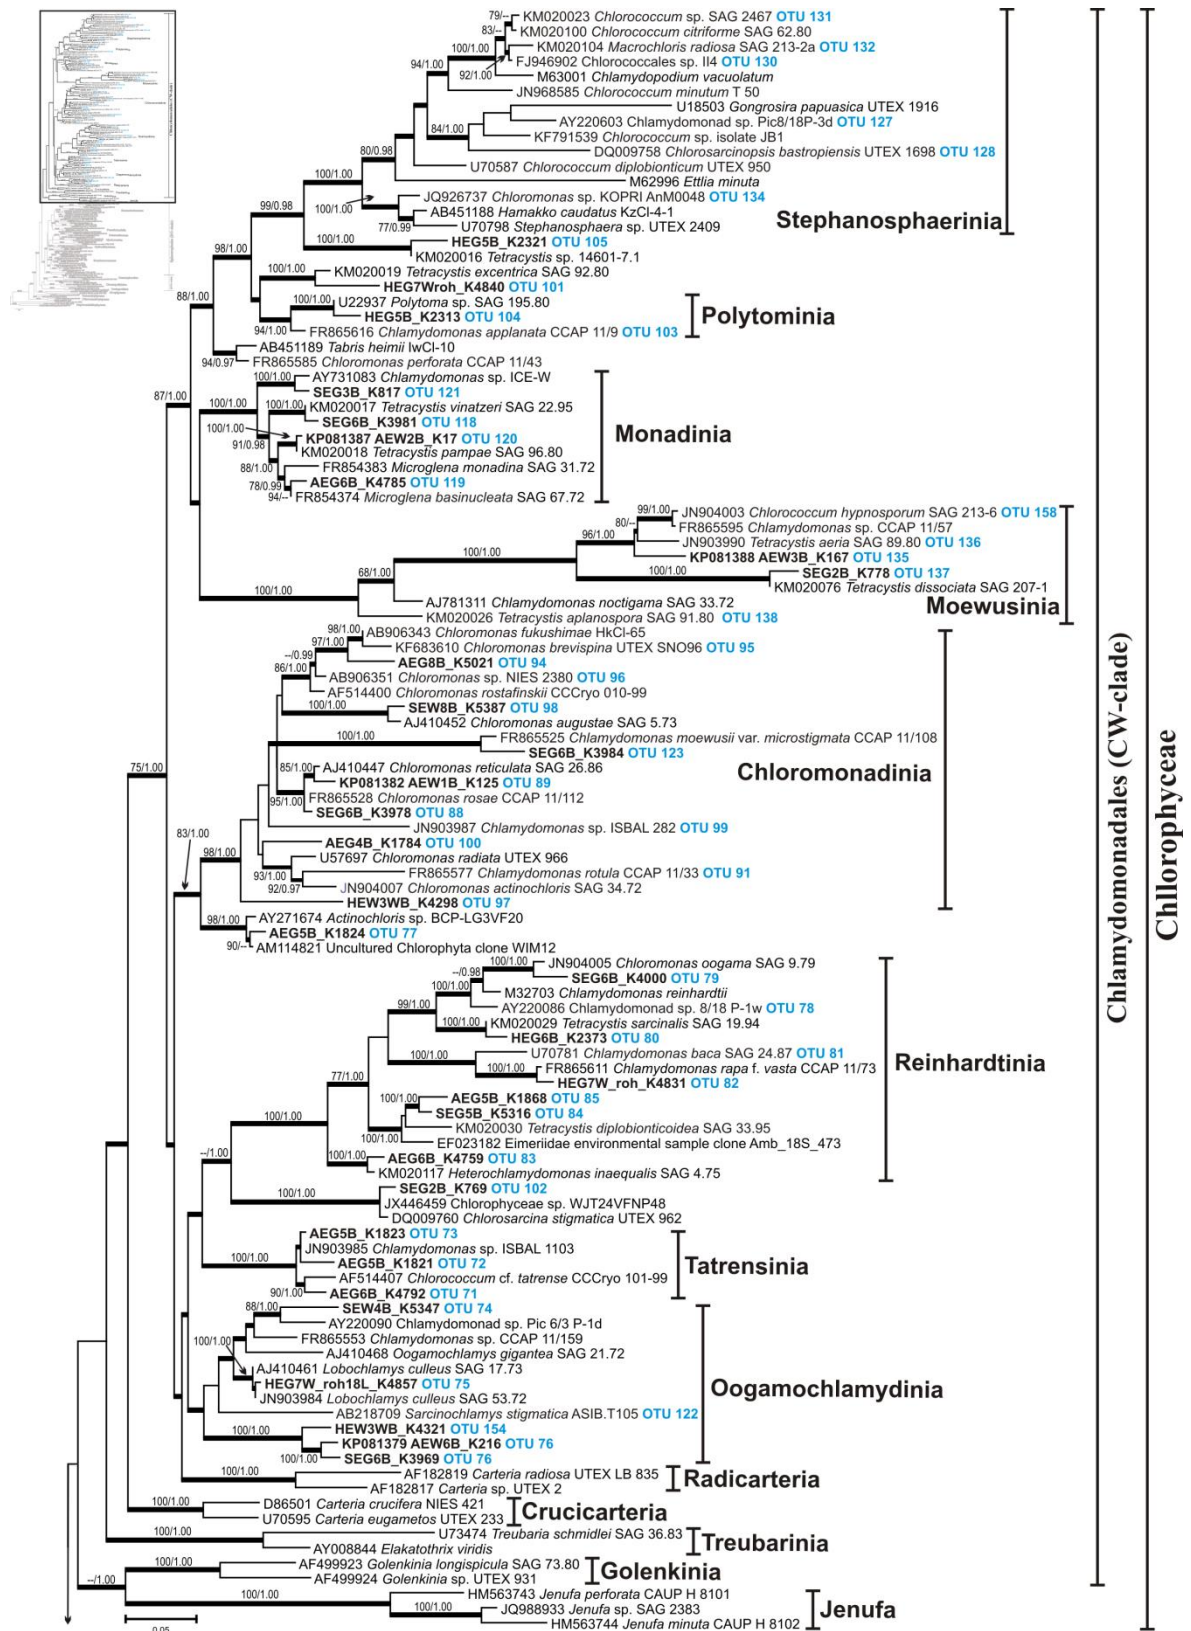 79/--
KM020023 Chlorococcum sp. SAG 2467 OTU 131
83/--
KM020100 Chlorococcum citriforme SAG 62.80
KM020104 Macrochloris radiosa SAG 213-2a OTU 132
100/1.00
FJ946902 Chlorococcales sp. II4 OTU 130
94/1.00
92/1.00
M63001 Chlamydopodium vacuolatum
JN968585 Chlorococcum minutum T 50
U18503 Gongrosira papuasica UTEX 1916
AY220603 Chlamydomonad sp. Pic8/18P-3d OTU 127
84/1.00
KF791539 Chlorococcum sp. isolate JB1
DQ009758 Chlorosarcinopsis bastropiensis UTEX 1698 OTU 128
80/0.98
U70587 Chlorococcum diplobionticum UTEX 950
100/1.00
M62996 Ettlia minuta
JQ926737 Chloromonas sp. KOPRI AnM0048 OTU 134
100/1.00
AB451188 Hamakko caudatus KzCl-4-1
99/0.98
U70798 Stephanosphaera sp. UTEX 2409
77/0.99
Stephanosphaerinia
HEG5B_K2321 OTU 105
100/1.00
KM020016 Tetracystis sp. 14601-7.1
98/1.00
KM020019 Tetracystis excentrica SAG 92.80
100/1.00
HEG7Wroh_K4840 OTU 101
88/1.00
U22937 Polytoma sp. SAG 195.80
100/1.00
HEG5B_K2313 OTU 104
Polytominia
94/1.00
FR865616 Chlamydomonas applanata CCAP 11/9 OTU 103
AB451189 Tabris heimii IwCl-10
94/0.97
FR865585 Chloromonas perforata CCAP 11/43
AY731083 Chlamydomonas sp. ICE-W
100/1.00
SEG3B_K817 OTU 121
87/1.00
100/1.00
KM020017 Tetracystis vinatzeri SAG 22.95
100/1.00
SEG6B_K3981 OTU 118
100/1.00
KP081387 AEW2B_K17 OTU 120
Monadinia
91/0.98
KM020018 Tetracystis pampae SAG 96.80
88/1.00
FR854383 Microglena monadina SAG 31.72
78/0.99
AEG6B_K4785 OTU 119
94/--
FR854374 Microglena basinucleata SAG 67.72
99/1.00
JN904003 Chlorococcum hypnosporum SAG 213-6 OTU 158
80/--
FR865595 Chlamydomonas sp. CCAP 11/57
96/1.00
JN903990 Tetracystis aeria SAG 89.80 OTU 136
100/1.00
KP081388 AEW3B_K167 OTU 135
68/1.00
100/1.00
SEG2B_K778 OTU 137
KM020076 Tetracystis dissociata SAG 207-1
100/1.00
AJ781311 Chlamydomonas noctigama SAG 33.72
Moewusinia
KM020026 Tetracystis aplanospora SAG 91.80 OTU 138
98/1.00
AB906343 Chloromonas fukushimae HkCl-65
97/1.00
KF683610 Chloromonas brevispina UTEX SNO96 OTU 95
--/0.99
AEG8B_K5021 OTU 94
86/1.00
AB906351 Chloromonas sp. NIES 2380 OTU 96
AF514400 Chloromonas rostafinskii CCCryo 010-99
100/1.00
SEW8B_K5387 OTU 98
AJ410452 Chloromonas augustae SAG 5.73
100/1.00
FR865525 Chlamydomonas moewusii var. microstigmata CCAP 11/108
SEG6B_K3984 OTU 123
75/1.00
85/1.00
AJ410447 Chloromonas reticulata SAG 26.86
Chloromonadinia
KP081382 AEW1B_K125 OTU 89
95/1.00
FR865528 Chloromonas rosae CCAP 11/112
SEG6B_K3978 OTU 88
JN903987 Chlamydomonas sp. ISBAL 282 OTU 99
83/1.00
AEG4B_K1784 OTU 100
98/1.00
U57697 Chloromonas radiata UTEX 966
93/1.00
FR865577 Chlamydomonas rotula CCAP 11/33 OTU 91
92/0.97
JN904007 Chloromonas actinochloris SAG 34.72
HEW3WB_K4298 OTU 97
98/1.00
AY271674 Actinochloris sp. BCP-LG3VF20
AEG5B_K1824 OTU 77
90/--
AM114821 Uncultured Chlorophyta clone WIM12
100/1.00
JN904005 Chlamydomonas oogama SAG 9.79
--/0.98
SEG6B_K4000 OTU 79
100/1.00
M32703 Chlamydomonas reinhardtii
99/1.00
AY220086 Chlamydomonad sp. 8/18 P-1w OTU 78
100/1.00
KM020029 Tetracystis sarcinalis SAG 19.94
HEG6B_K2373 OTU 80
100/1.00
U70781 Chlamydomonas baca SAG 24.87 OTU 81
Reinhardtinia
100/1.00
FR865611 Chlamydomonas rapa f. vasta CCAP 11/73
77/1.00
HEG7W_roh_K4831 OTU 82
100/1.00
AEG5B_K1868 OTU 85
SEG5B_K5316 OTU 84
100/1.00
KM020030 Tetracystis diplobionticoidea SAG 33.95
100/1.00
EF023182 Eimeriidae environmental sample clone Amb_18S_473
--/1.00
100/1.00
AEG6B_K4759 OTU 83
KM020117 Heterochlamydomonas inaequalis SAG 4.75
100/1.00
SEG2B_K769 OTU 102
JX446459 Chlorophyceae sp. WJT24VFNP48
DQ009760 Chlorosarcina stigmatica UTEX 962
AEG5B_K1823 OTU 73
100/1.00
JN903985 Chlamydomonas sp. ISBAL 1103
AEG5B_K1821 OTU 72
Tatrensinia
AF514407 Chlorococcum cf. tatrense CCCryo 101-99
90/1.00
AEG6B_K4792 OTU 71
88/1.00
SEW4B_K5347 OTU 74
AY220090 Chlamydomonad sp. Pic 6/3 P-1d
100/1.00
FR865553 Chlamydomonas sp. CCAP 11/159
AJ410468 Oogamochlamys gigantea SAG 21.72
AJ410461 Lobochlamys culleus SAG 17.73
HEG7W_roh18L_K4857 OTU 75
Oogamochlamydinia
JN903984 Lobochlamys culleus SAG 53.72
AB218709 Sarcinochlamys stigmatica ASIB.T105 OTU 122
HEW3WB_K4321 OTU 154
100/1.00
KP081379 AEW6B_K216 OTU 76
100/1.00
SEG6B_K3969 OTU 76
100/1.00
AF182819 Carteria radiosa UTEX LB 835
Radicarteria
AF182817 Carteria sp. UTEX 2
100/1.00
D86501 Carteria crucifera NIES 421
Crucicarteria
U70595 Carteria eugametos UTEX 233
100/1.00
U73474 Treubaria schmidlei SAG 36.83
Treubarinia
AY008844 Elakatothrix viridis
100/1.00
AF499923 Golenkinia longispicula SAG 73.80
Golenkinia
--/1.00
AF499924 Golenkinia sp. UTEX 931
100/1.00
HM563743 Jenufa perforata CAUP H 8101
100/1.00
JQ988933 Jenufa sp. SAG 2383
Jenufa
HM563744 Jenufa minuta CAUP H 8102
0.05
Chlamydomonadales (CW-clade)
Chllorophyceae